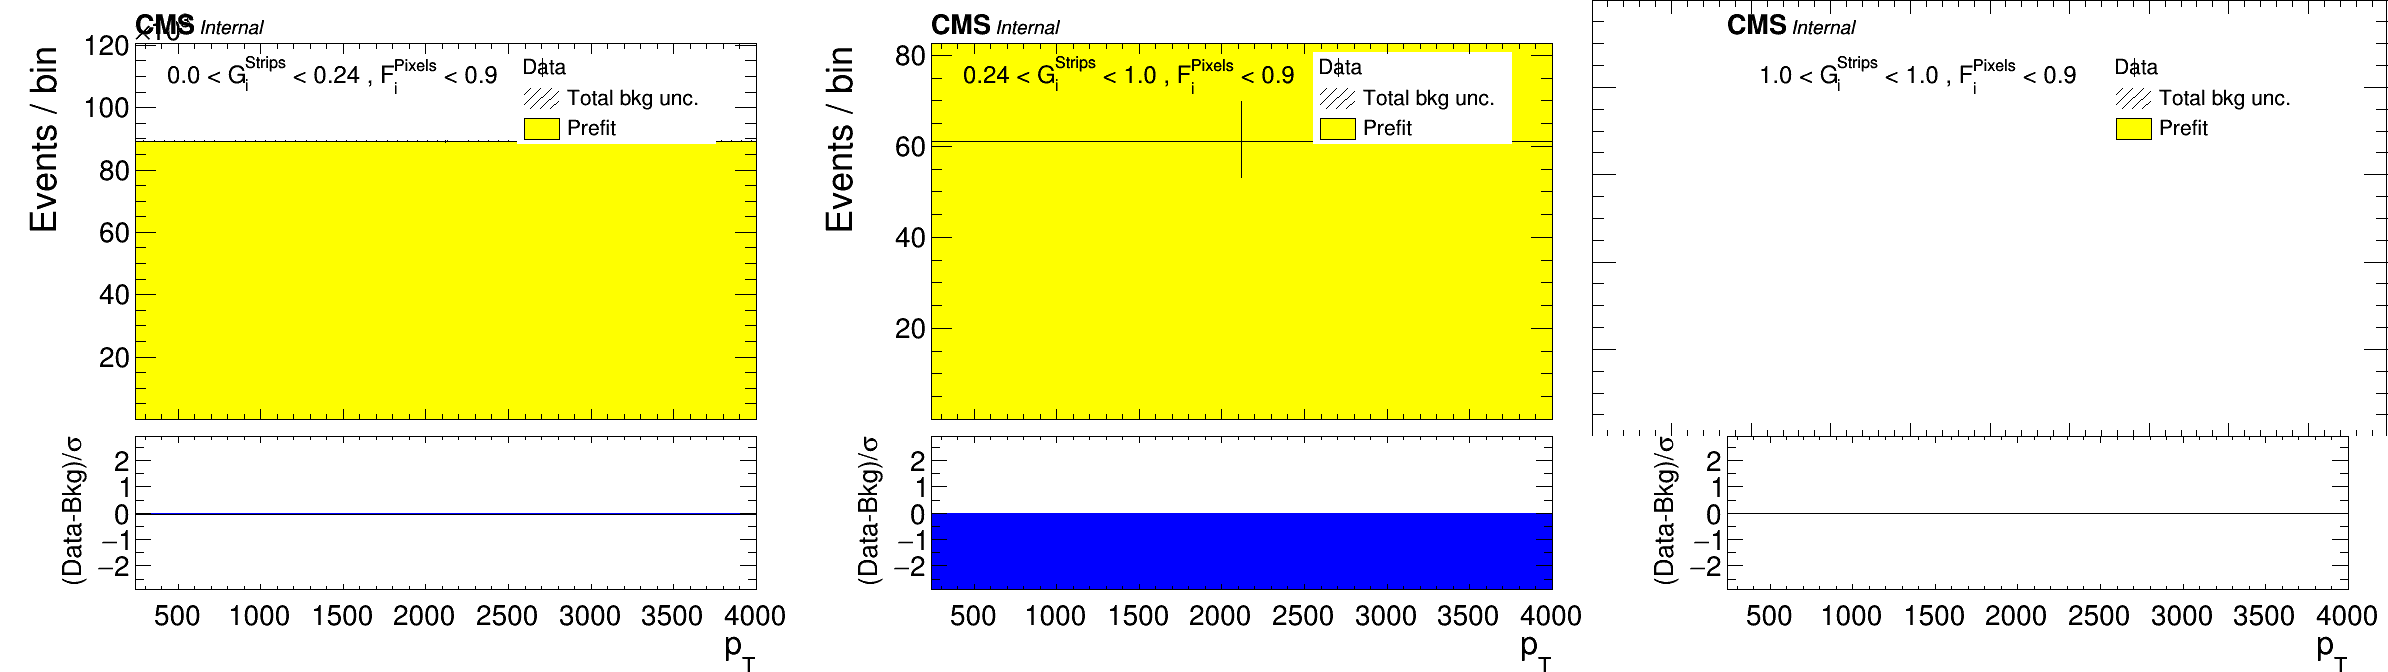 CMS Internal
×10³
Events / bin
0.0 < G_i^Strips < 0.24 , F_i^Pixels < 0.9
Data
Total bkg unc.
Prefit
120
100
80
60
40
20
(Data-Bkg)/σ
2
1
0
−1
−2
500 1000 1500 2000 2500 3000 3500 4000
p_T
CMS Internal
Events / bin
0.24 < G_i^Strips < 1.0 , F_i^Pixels < 0.9
Data
Total bkg unc.
Prefit
80
60
40
20
(Data-Bkg)/σ
2
1
0
−1
−2
500 1000 1500 2000 2500 3000 3500 4000
p_T
CMS Internal
1.0 < G_i^Strips < 1.0 , F_i^Pixels < 0.9
Data
Total bkg unc.
Prefit
(Data-Bkg)/σ
2
1
0
−1
−2
500 1000 1500 2000 2500 3000 3500 4000
p_T